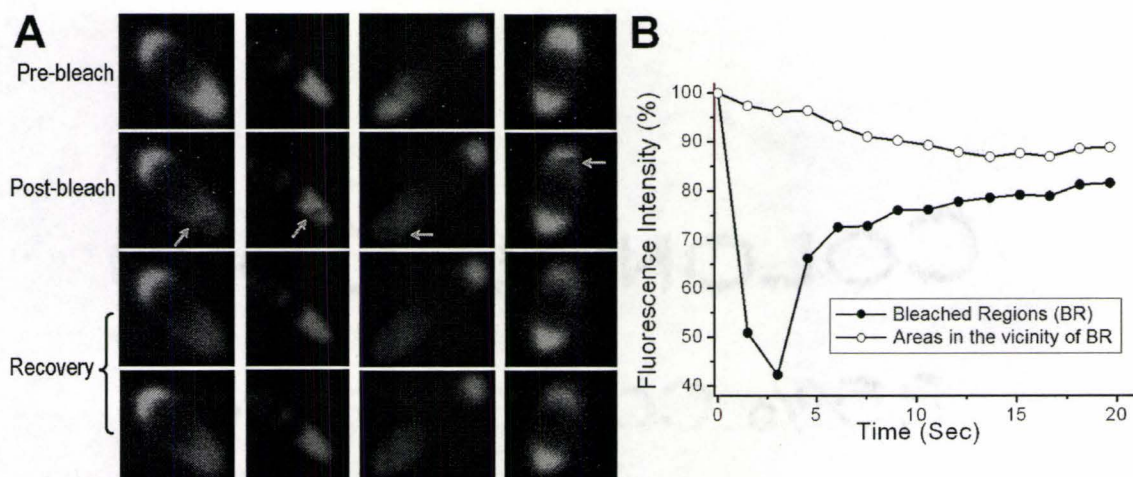 A
Pre-bleach
Post-bleach
Recovery
B
Fluorescence Intensity (%)
100
90
80
70
60
50
40
Bleached Regions (BR)
Areas in the vicinity of BR
0
5
10
15
20
Time (Sec)